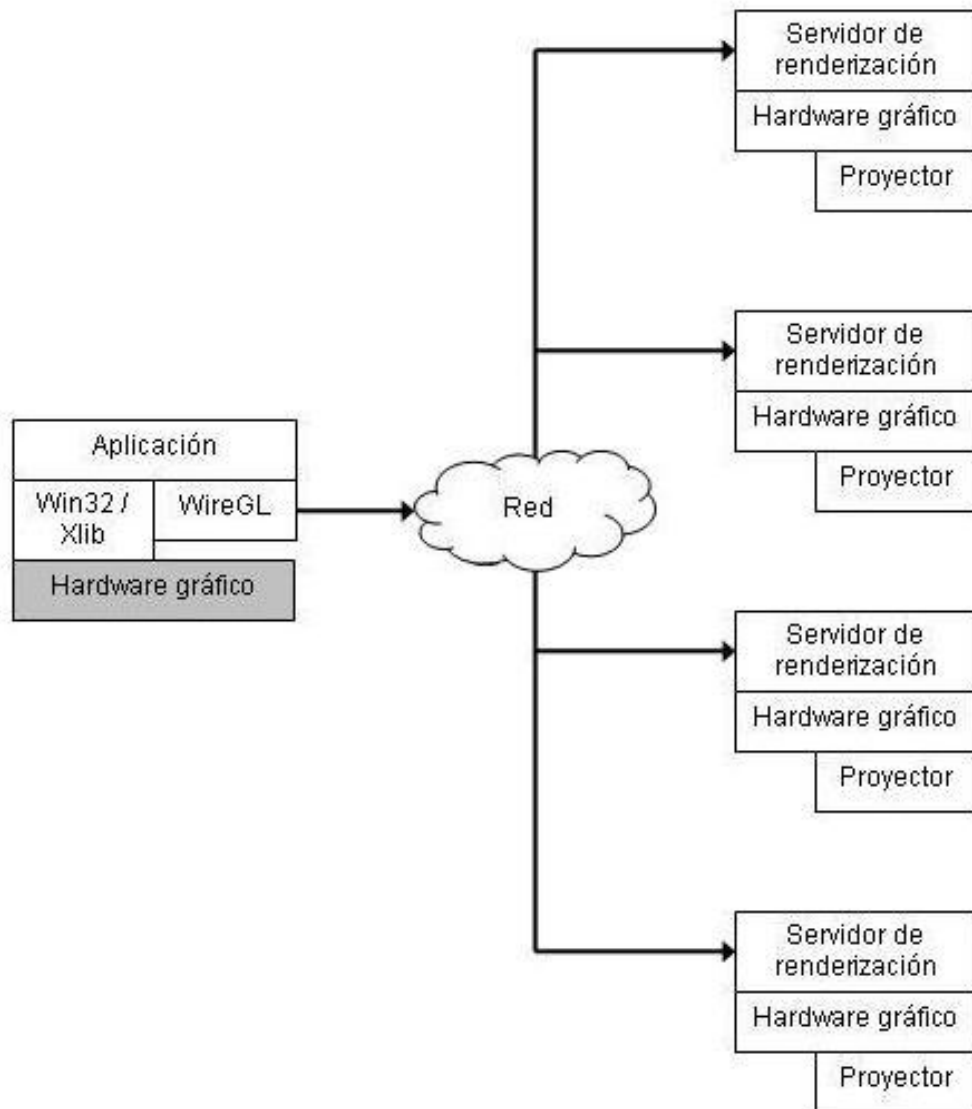 Servidor de
renderización
Hardware gráfico
Proyector
Servidor de
renderización
Hardware gráfico
Proyector
Aplicación
Win32 /
Xlib
WireGL
Hardware gráfico
Red
Servidor de
renderización
Hardware gráfico
Proyector
Servidor de
renderización
Hardware gráfico
Proyector